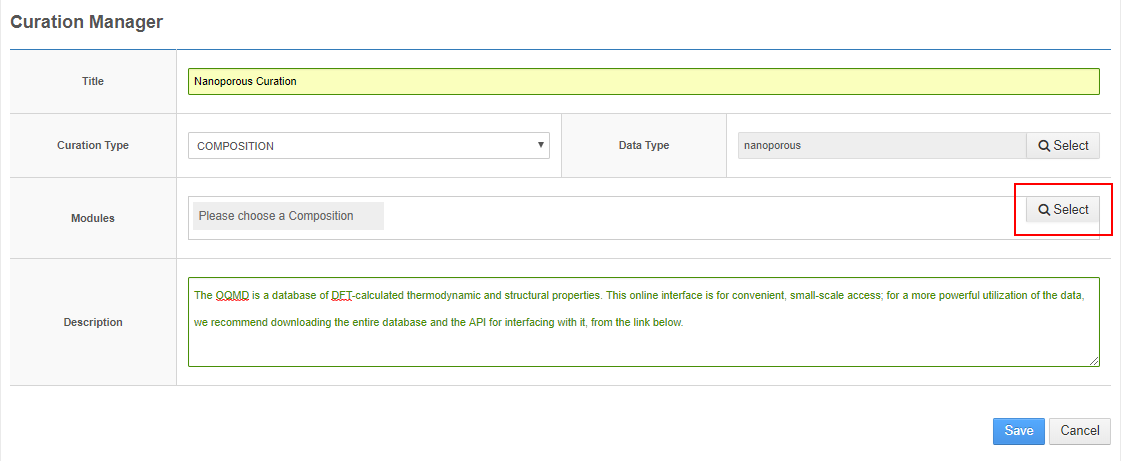 Curation Manager
Title
Nanoporous Curation
Curation Type
COMPOSITION
Data Type
nanoporous
Select
Modules
Please choose a Composition
Select
Description
The OQMD is a database of DFT-calculated thermodynamic and structural properties. This online interface is for convenient, small-scale access; for a more powerful utilization of the data,
we recommend downloading the entire database and the API for interfacing with it, from the link below.
Save
Cancel